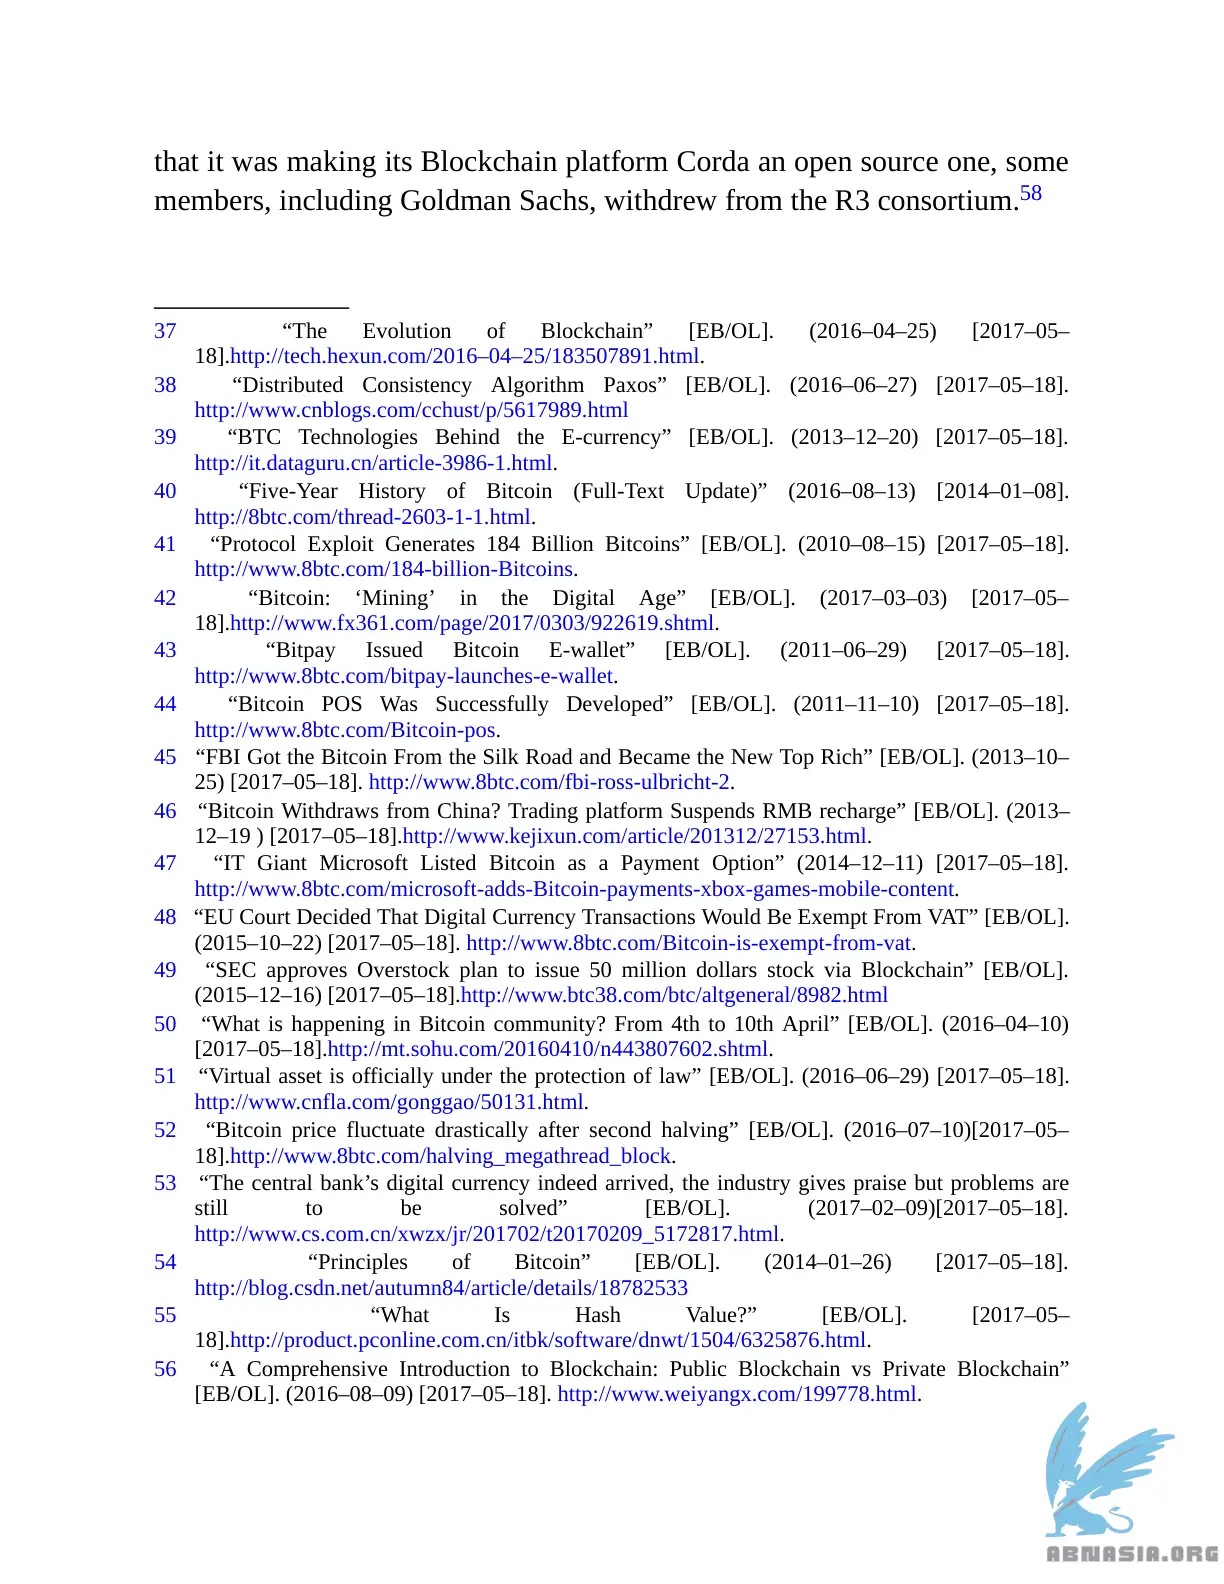 that it was making its Blockchain platform Corda an open source one, some
members, including Goldman Sachs, withdrew from the R3 consortium.58
37 “The Evolution of Blockchain” [EB/OL]. (2016–04–25) [2017–05–
18].http://tech.hexun.com/2016–04–25/183507891.html.
38 “Distributed Consistency Algorithm Paxos” [EB/OL]. (2016–06–27) [2017–05–18].
http://www.cnblogs.com/cchust/p/5617989.html
39 “BTC Technologies Behind the E-currency” [EB/OL]. (2013–12–20) [2017–05–18].
http://it.dataguru.cn/article-3986-1.html.
40 “Five-Year History of Bitcoin (Full-Text Update)” (2016–08–13) [2014–01–08].
http://8btc.com/thread-2603-1-1.html.
41 “Protocol Exploit Generates 184 Billion Bitcoins” [EB/OL]. (2010–08–15) [2017–05–18].
http://www.8btc.com/184-billion-Bitcoins.
42 “Bitcoin: ‘Mining’ in the Digital Age” [EB/OL]. (2017–03–03) [2017–05–
18].http://www.fx361.com/page/2017/0303/922619.shtml.
43 “Bitpay Issued Bitcoin E-wallet” [EB/OL]. (2011–06–29) [2017–05–18].
http://www.8btc.com/bitpay-launches-e-wallet.
44 “Bitcoin POS Was Successfully Developed” [EB/OL]. (2011–11–10) [2017–05–18].
http://www.8btc.com/Bitcoin-pos.
45 “FBI Got the Bitcoin From the Silk Road and Became the New Top Rich” [EB/OL]. (2013–10–
25) [2017–05–18]. http://www.8btc.com/fbi-ross-ulbricht-2.
46 “Bitcoin Withdraws from China? Trading platform Suspends RMB recharge” [EB/OL]. (2013–
12–19 ) [2017–05–18].http://www.kejixun.com/article/201312/27153.html.
47 “IT Giant Microsoft Listed Bitcoin as a Payment Option” (2014–12–11) [2017–05–18].
http://www.8btc.com/microsoft-adds-Bitcoin-payments-xbox-games-mobile-content.
48 “EU Court Decided That Digital Currency Transactions Would Be Exempt From VAT” [EB/OL].
(2015–10–22) [2017–05–18]. http://www.8btc.com/Bitcoin-is-exempt-from-vat.
49 “SEC approves Overstock plan to issue 50 million dollars stock via Blockchain” [EB/OL].
(2015–12–16) [2017–05–18].http://www.btc38.com/btc/altgeneral/8982.html
50 “What is happening in Bitcoin community? From 4th to 10th April” [EB/OL]. (2016–04–10)
[2017–05–18].http://mt.sohu.com/20160410/n443807602.shtml.
51 “Virtual asset is officially under the protection of law” [EB/OL]. (2016–06–29) [2017–05–18].
http://www.cnfla.com/gonggao/50131.html.
52 “Bitcoin price fluctuate drastically after second halving” [EB/OL]. (2016–07–10)[2017–05–
18].http://www.8btc.com/halving_megathread_block.
53 “The central bank’s digital currency indeed arrived, the industry gives praise but problems are
still to be solved” [EB/OL]. (2017–02–09)[2017–05–18].
http://www.cs.com.cn/xwzx/jr/201702/t20170209_5172817.html.
54 “Principles of Bitcoin” [EB/OL]. (2014–01–26) [2017–05–18].
http://blog.csdn.net/autumn84/article/details/18782533
55 “What Is Hash Value?” [EB/OL]. [2017–05–
18].http://product.pconline.com.cn/itbk/software/dnwt/1504/6325876.html.
56 “A Comprehensive Introduction to Blockchain: Public Blockchain vs Private Blockchain”
[EB/OL]. (2016–08–09) [2017–05–18]. http://www.weiyangx.com/199778.html.
ABNASIA.ORG